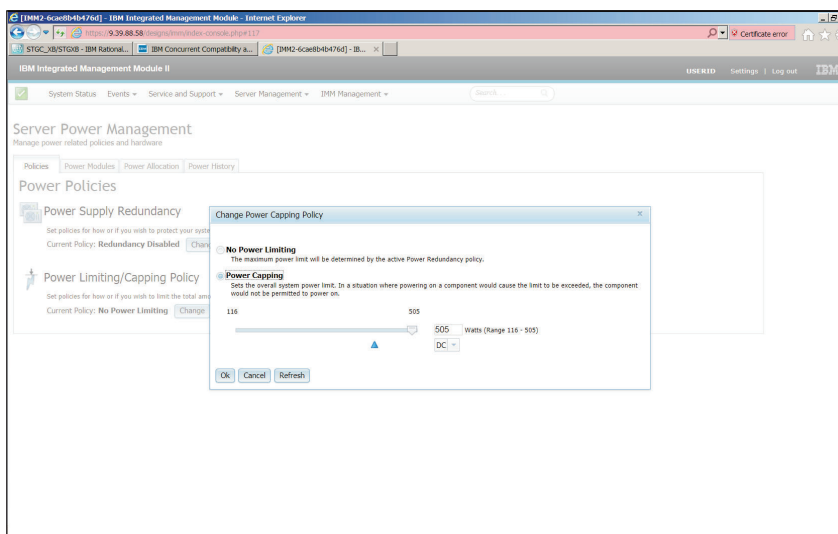 [IMM2-6cae8b4b476d] - IBM Integrated Management Module - Internet Explorer
https://9.39.88.58/designs/imm/index-console.php#117
Certificate error
STGC_XB/STGXB - IBM Rational...
IBM Concurrent Compatibility a...
[IMM2-6cae8b4b476d] - IB...
IBM Integrated Management Module II
USERID Settings | Log out IBM
System Status Events Service and Support Server Management IMM Management Search...
Server Power Management
Manage power related policies and hardware
Policies Power Modules Power Allocation Power History
Power Policies
Power Supply Redundancy
Set policies for how or if you wish to protect your syste
Current Policy: Redundancy Disabled Chan
Power Limiting/Capping Policy
Set policies for how or if you wish to limit the total amo
Current Policy: No Power Limiting Change
Change Power Capping Policy x
No Power Limiting
The maximum power limit will be determined by the active Power Redundancy policy.
Power Capping
Sets the overall system power limit. In a situation where powering on a component would cause the limit to be exceeded, the component
would not be permitted to power on.
116 505
505 Watts (Range 116 - 505)
DC
Ok Cancel Refresh